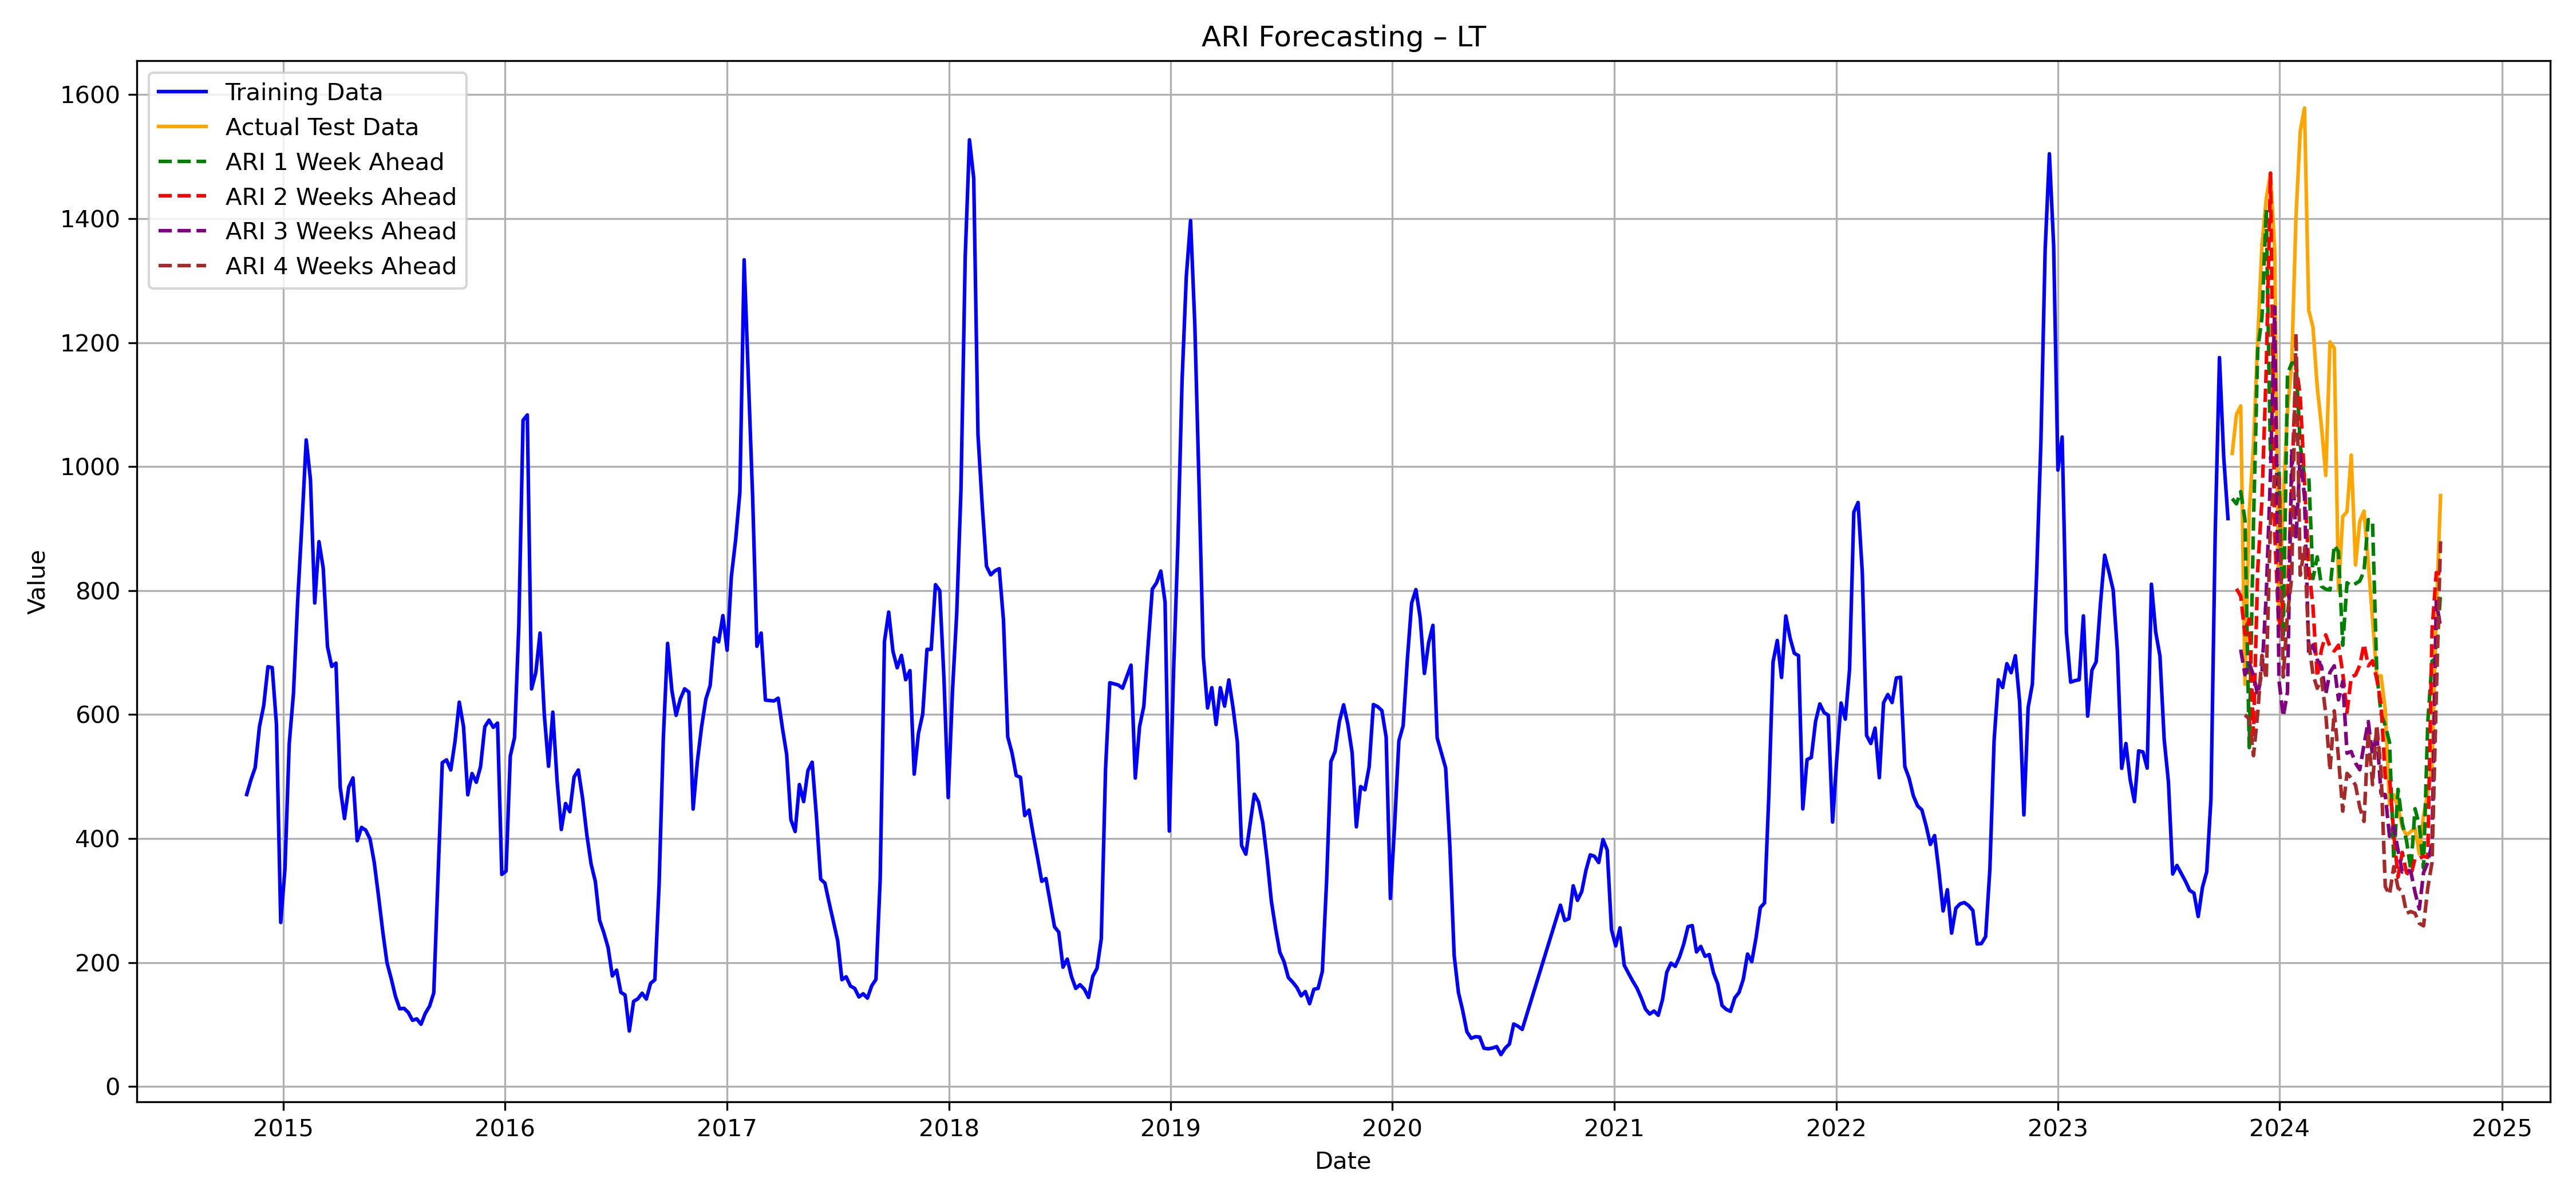 ARI Forecasting – LT
Training Data
Actual Test Data
ARI 1 Week Ahead
ARI 2 Weeks Ahead
ARI 3 Weeks Ahead
ARI 4 Weeks Ahead
1600
1400
1200
1000
800
600
400
200
0
Value
2015 2016 2017 2018 2019 2020 2021 2022 2023 2024 2025
Date